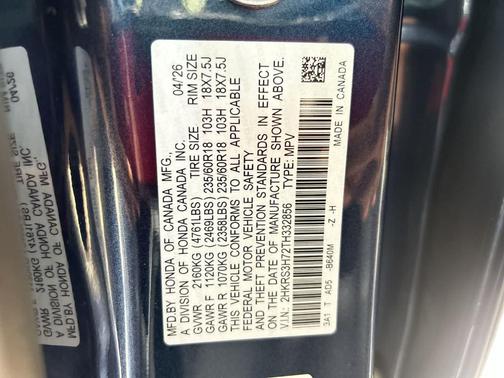 MFD.BY HONDA OF CANADA MFG. 04/26
A DIVISION OF HONDA CANADA INC.
TIRE SIZE RIM SIZE
GVWR 2160KG (4761LBS)
GAWR F 1120KG (2469LBS) 235/60R18 103H 18X7.5J
GAWR R 1070KG (2358LBS) 235/60R18 103H 18X7.5J
THIS VEHICLE CONFORMS TO ALL APPLICABLE
FEDERAL MOTOR VEHICLE SAFETY AND
THEFT PREVENTION STANDARDS IN EFFECT
ON THE DATE OF MANUFACTURE SHOWN ABOVE.
V.I.N: 2HKRS3H72TH332856 TYPE: MPV
3A1 T AD5 -B640M -Z -H MADE IN CANADA